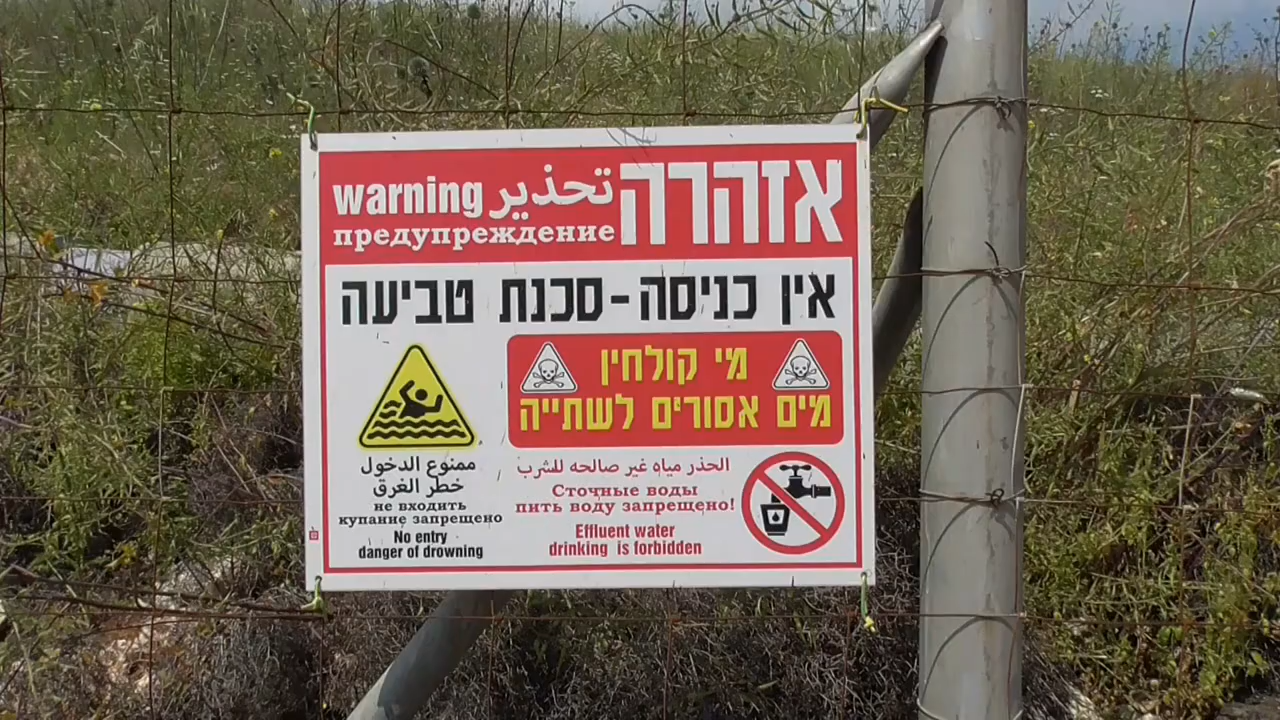 אזהרה
warning تحذير
предупреждение
אין כניסה - סכנת טביעה
מי קולחין
מים אסורים לשתייה
ممنوع الدخول
خطر الغرق
не входить
купание запрещено
No entry
danger of drowning
الحذر مياه غير صالحه للشرب
Сточные воды
пить воду запрещено!
Effluent water
drinking is forbidden